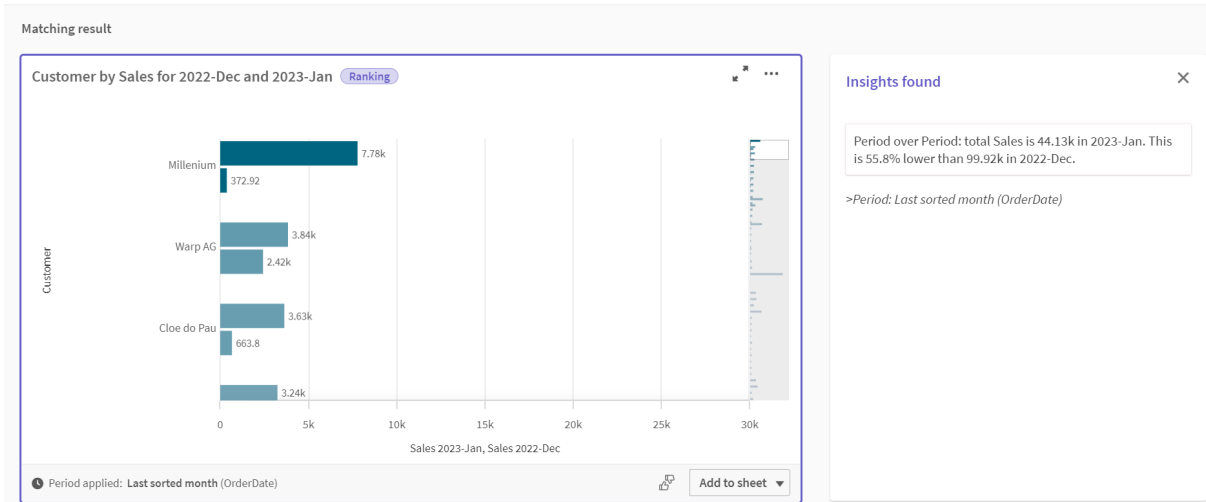 Matching result
Customer by Sales for 2022-Dec and 2023-Jan Ranking
Customer
Millenium
7.78k
372.92
Warp AG
3.84k
2.42k
Cloe do Pau
3.63k
663.8
3.24k
0 5k 10k 15k 20k 25k 30k
Sales 2023-Jan, Sales 2022-Dec
Period applied: Last sorted month (OrderDate)
Add to sheet
Insights found
Period over Period: total Sales is 44.13k in 2023-Jan. This
is 55.8% lower than 99.92k in 2022-Dec.
>Period: Last sorted month (OrderDate)